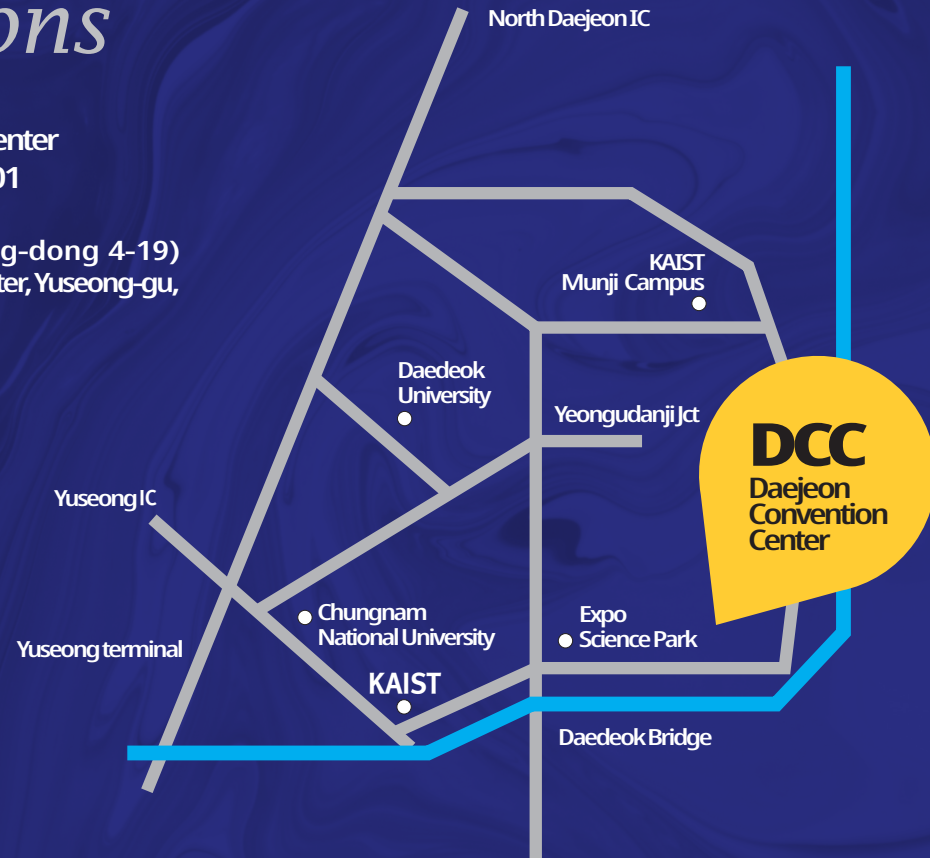 ons
enter
01
g-dong 4-19)
ter, Yuseong-gu,
North Daejeon IC
KAIST
Munji Campus
Daedeok
University
Yeongudanji Jct
DCC
Daejeon
Convention
Center
Yuseong IC
Chungnam
National University
Expo
Science Park
Yuseong terminal
KAIST
Daedeok Bridge